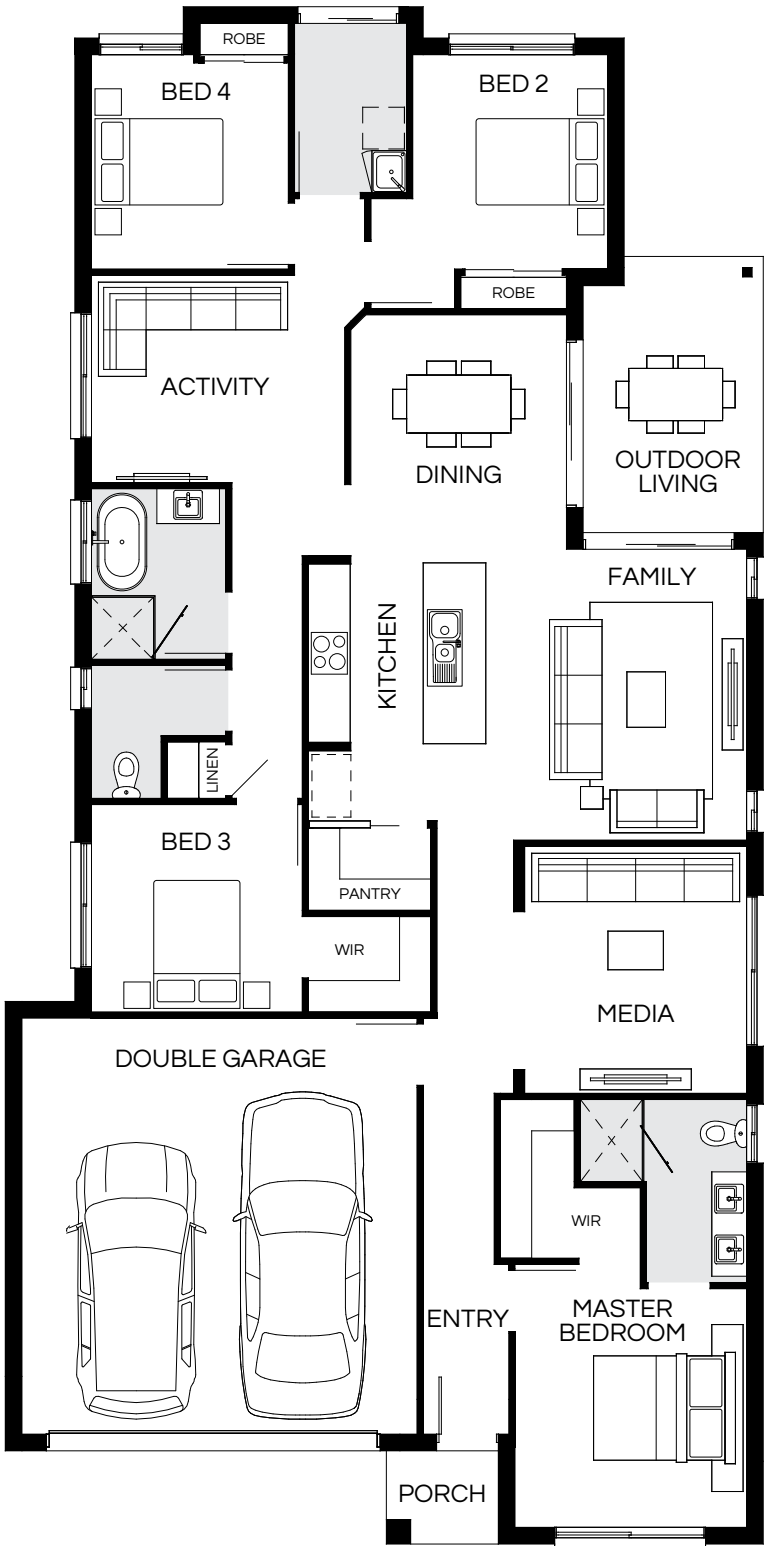 ROBE
BED 4
BED 2
ROBE
ACTIVITY
DINING
OUTDOOR
LIVING
FAMILY
KITCHEN
LINEN
BED 3
PANTRY
WIR
MEDIA
DOUBLE GARAGE
WIR
ENTRY
MASTER
BEDROOM
PORCH